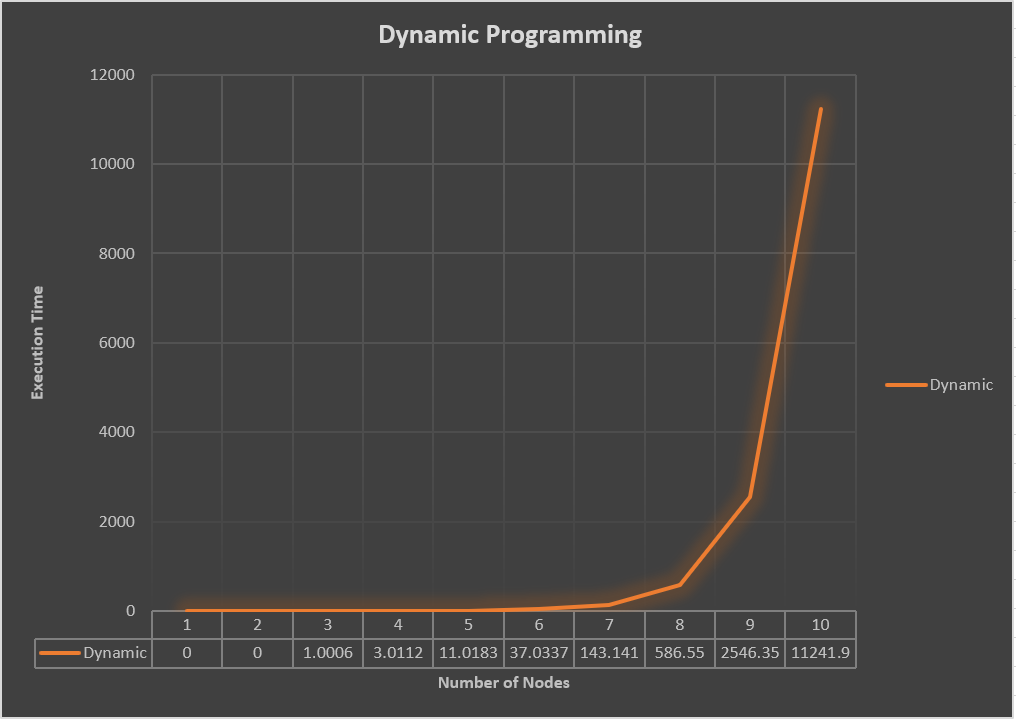 Dynamic Programming
12000
10000
8000
6000
4000
2000
0
Execution Time
Dynamic
1 2 3 4 5 6 7 8 9 10
Dynamic 0 0 1.0006 3.0112 11.0183 37.0337 143.141 586.55 2546.35 11241.9
Number of Nodes